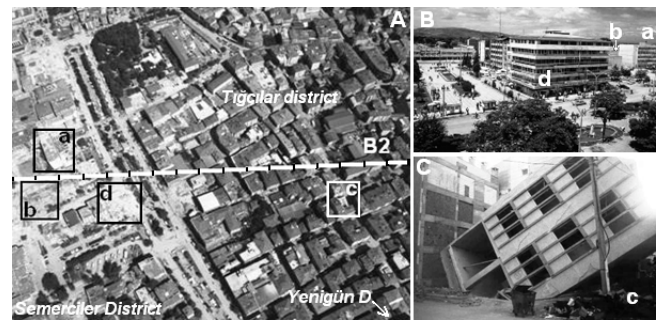 A
Tığcılar district
a
B2
b
d
c
Semerciler District
Yenigün D
B
b
a
d
C
c